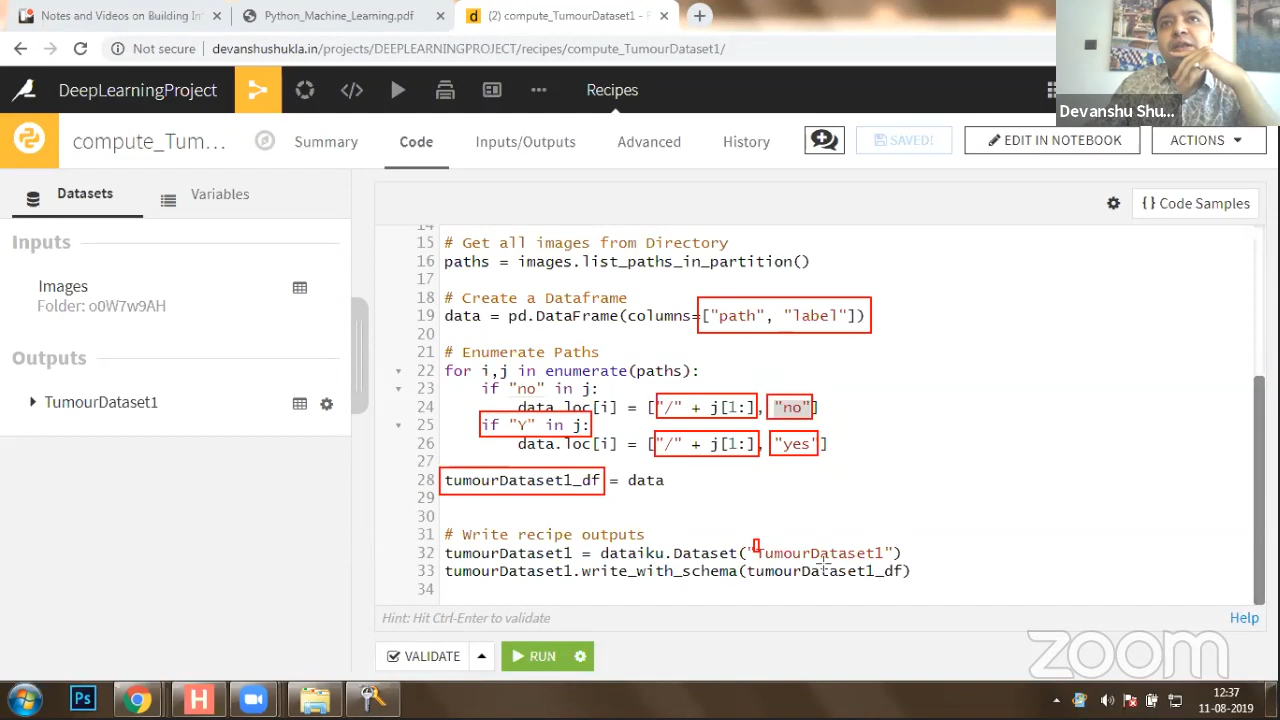 Notes and Videos on Building In
Python_Machine_Learning.pdf
(2) compute_TumourDataset1 -
Not secure
devanshushukla.in/projects/DEEPLEARNINGPROJECT/recipes/compute_TumourDataset1/
Devanshu Shu...
DeepLearningProject
Recipes
compute_Tum...
Summary
Code
Inputs/Outputs
Advanced
History
SAVED!
EDIT IN NOTEBOOK
ACTIONS
Datasets
Variables
{ } Code Samples
Inputs
Images
Folder: o0W7w9AH
Outputs
TumourDataset1
14
15 # Get all images from Directory
16 paths = images.list_paths_in_partition()
17
18 # Create a Dataframe
19 data = pd.DataFrame(columns=["path", "label"])
20
21 # Enumerate Paths
22 for i,j in enumerate(paths):
23 if "no" in j:
24 data.loc[i] = ["/" + j[1:], "no"]
25 if "Y" in j:
26 data.loc[i] = ["/" + j[1:], "yes"]
27
28 tumourDataset1_df = data
29
30
31 # Write recipe outputs
32 tumourDataset1 = dataiku.Dataset("TumourDataset1")
33 tumourDataset1.write_with_schema(tumourDataset1_df)
34
Hint: Hit Ctrl-Enter to validate
Help
VALIDATE
RUN
zoom
Ps
H
12:37
11-08-2019